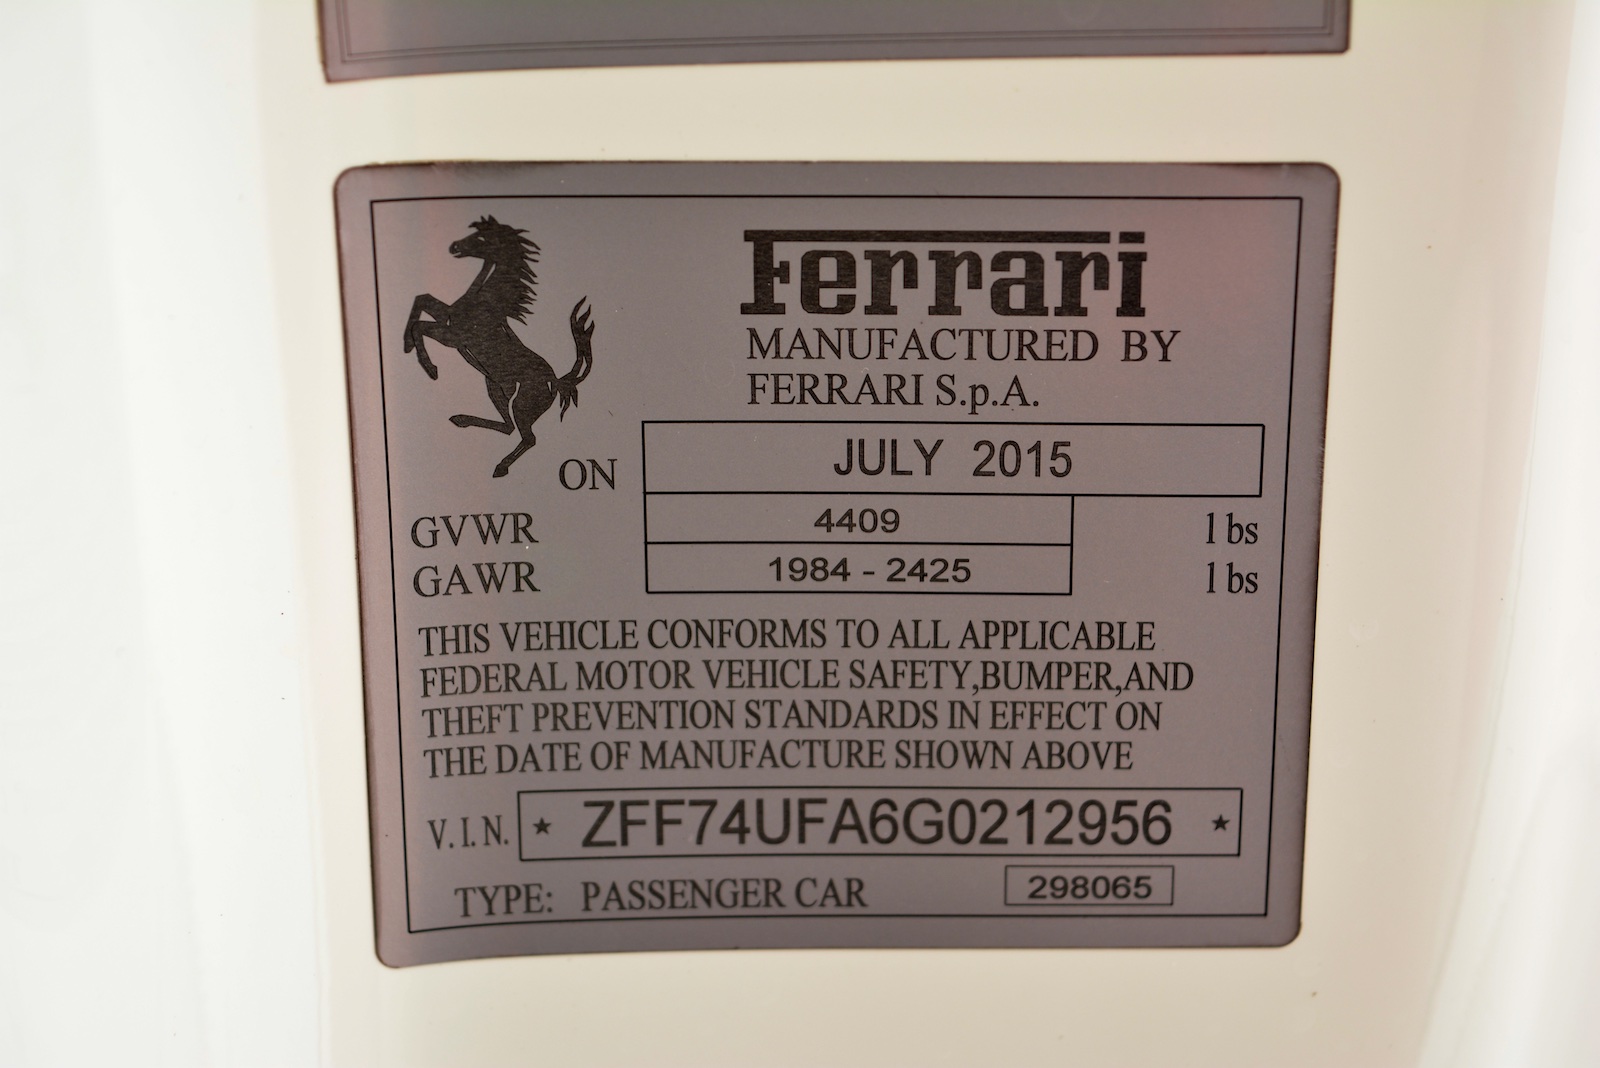 Ferrari
MANUFACTURED BY
FERRARI S.p.A.
ON JULY 2015
GVWR 4409 lbs
GAWR 1984 - 2425 lbs
THIS VEHICLE CONFORMS TO ALL APPLICABLE
FEDERAL MOTOR VEHICLE SAFETY,BUMPER,AND
THEFT PREVENTION STANDARDS IN EFFECT ON
THE DATE OF MANUFACTURE SHOWN ABOVE
V.I.N. ★ ZFF74UFA6G0212956 ★
TYPE: PASSENGER CAR 298065